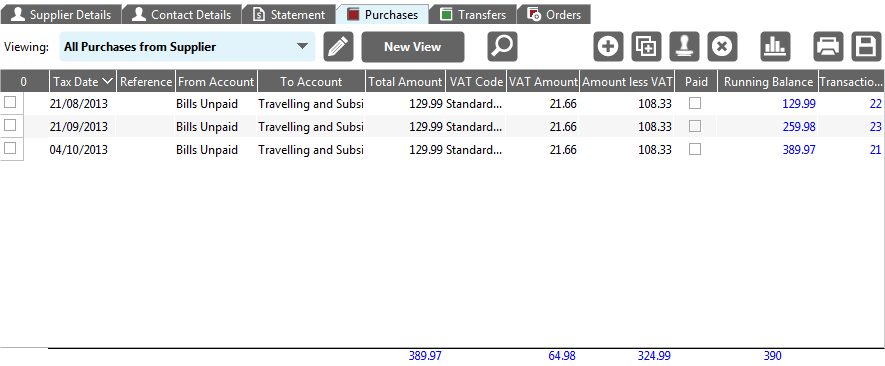 Supplier Details Contact Details Statement Purchases Transfers Orders
Viewing: All Purchases from Supplier New View
0 Tax Date Reference From Account To Account Total Amount VAT Code VAT Amount Amount less VAT Paid Running Balance Transactio...
21/08/2013 Bills Unpaid Travelling and Subsi 129.99 Standard... 21.66 108.33 129.99 22
21/09/2013 Bills Unpaid Travelling and Subsi 129.99 Standard... 21.66 108.33 259.98 23
04/10/2013 Bills Unpaid Travelling and Subsi 129.99 Standard... 21.66 108.33 389.97 21
389.97 64.98 324.99 390